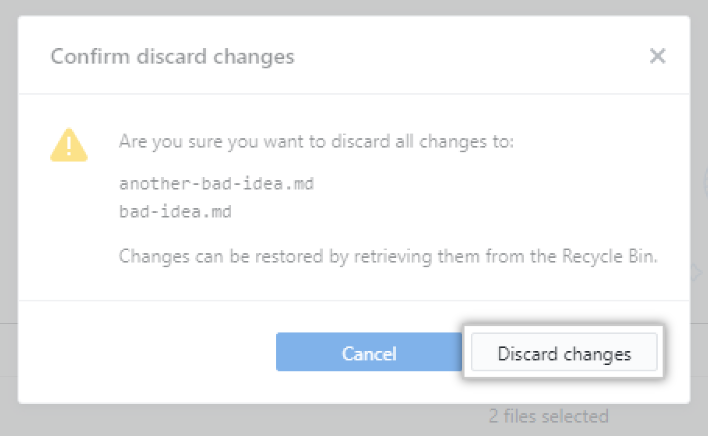 Confirm discard changes
Are you sure you want to discard all changes to:
another-bad-idea.md
bad-idea.md
Changes can be restored by retrieving them from the Recycle Bin.
Cancel
Discard changes
2 files selected